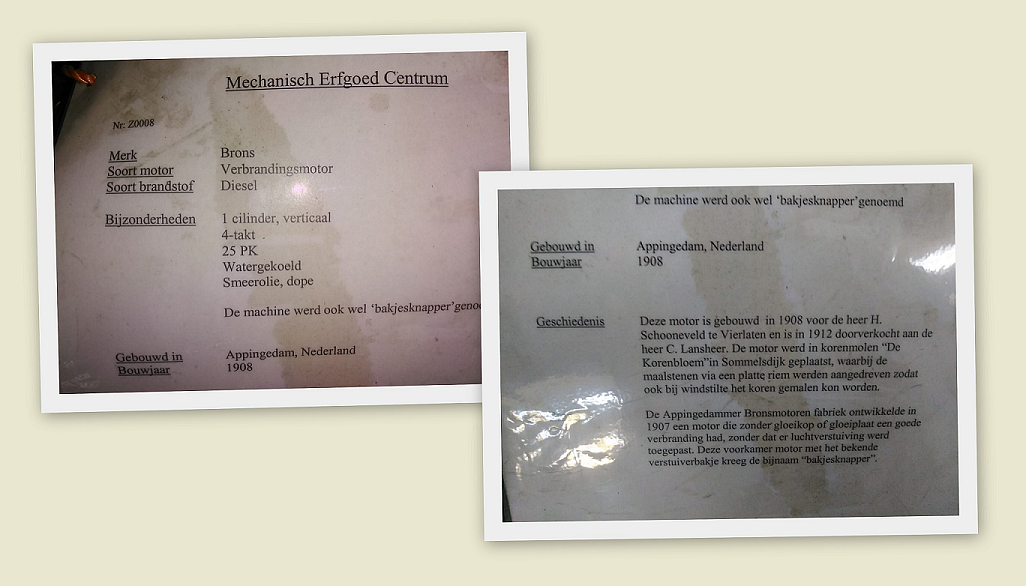 Mechanisch Erfgoed Centrum
Nr: Z0008
Merk Brons
Soort motor Verbrandingsmotor
Soort brandstof Diesel
Bijzonderheden 1 cilinder, verticaal
4-takt
25 PK
Watergekoeld
Smeerolie, dope
De machine werd ook wel ‘bakjesknapper’geno
Gebouwd in Appingedam, Nederland
Bouwjaar 1908
De machine werd ook wel ‘bakjesknapper’genoemd
Gebouwd in Appingedam, Nederland
Bouwjaar 1908
Geschiedenis Deze motor is gebouwd in 1908 voor de heer H.
Schooneveld te Vierlaten en is in 1912 doorverkocht aan de
heer C. Lansheer. De motor werd in korenmolen “De
Korenbloem”in Sommelsdijk geplaatst, waarbij de
maalstenen via een platte riem werden aangedreven zodat
ook bij windstilte het koren gemalen kon worden.
De Appingedammer Bronsmotoren fabriek ontwikkelde in
1907 een motor die zonder gloeikop of gloeiplaat een goede
verbranding had, zonder dat er luchtverstuiving werd
toegepast. Deze voorkamer motor met het bekende
verstuiverbakje kreeg de bijnaam “bakjesknapper”.